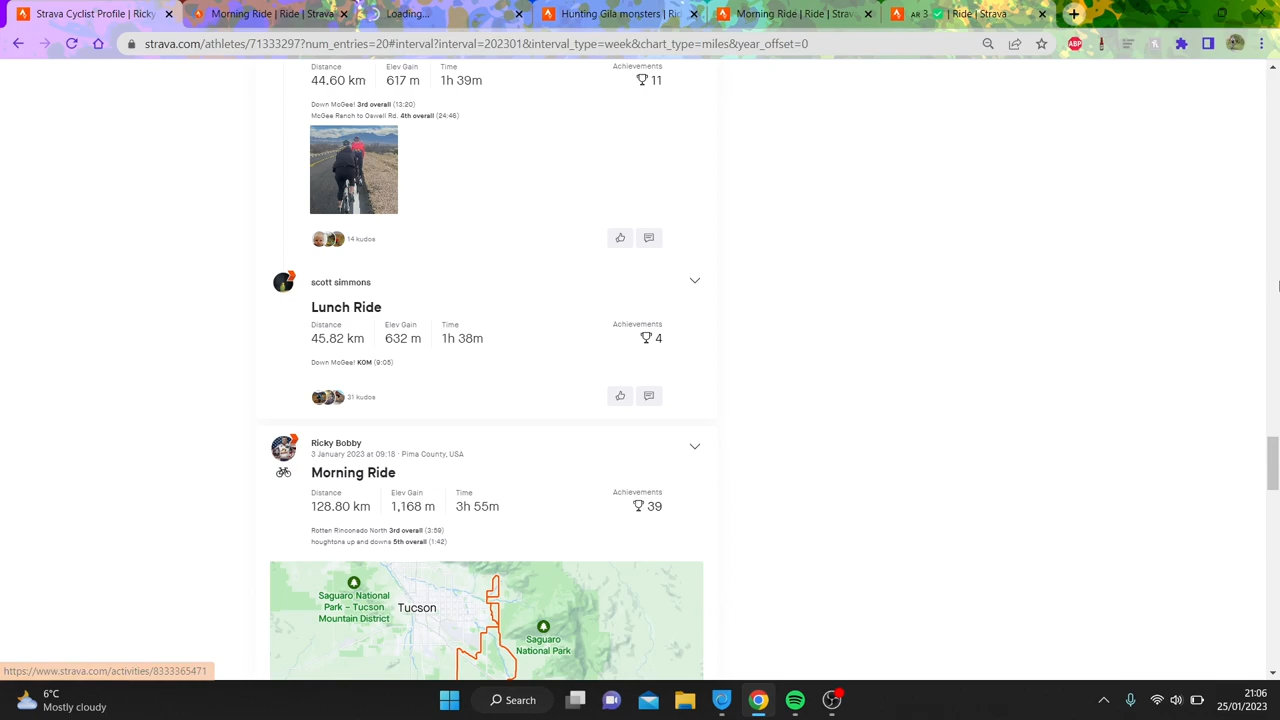 Strava Cyclist Profile | Ricky
Morning Ride | Ride | Strava
Loading...
Hunting Gila monsters | Ri
Morning Ride | Ride | Strav
AR 3 ✅ | Ride | Strava
strava.com/athletes/71333297?num_entries=20#interval?interval=202301&interval_type=week&chart_type=miles&year_offset=0
ABP
Distance Elev Gain Time Achievements
44.60 km 617 m 1h 39m 11
Down McGee! 3rd overall (13:20)
McGee Ranch to Oswell Rd. 4th overall (24:46)
14 kudos
scott simmons
Lunch Ride
Distance Elev Gain Time Achievements
45.82 km 632 m 1h 38m 4
Down McGee! KOM (9:05)
31 kudos
Ricky Bobby
3 January 2023 at 09:18 · Pima County, USA
Morning Ride
Distance Elev Gain Time Achievements
128.80 km 1,168 m 3h 55m 39
Rotten Rinconado North 3rd overall (3:59)
houghtons up and downs 5th overall (1:42)
Saguaro National
Park – Tucson
Mountain District
Tucson
Saguaro
National Park
https://www.strava.com/activities/8333365471
6°C
Mostly cloudy
Search
21:06
25/01/2023